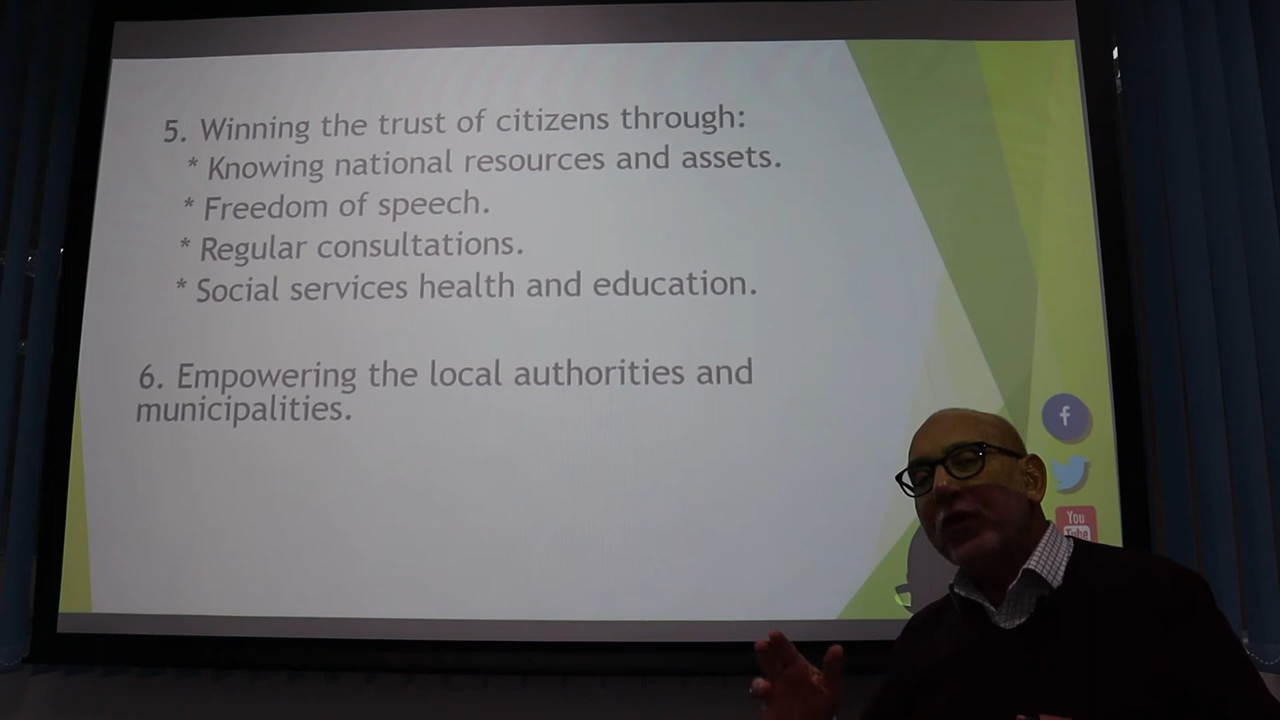 5. Winning the trust of citizens through:
* Knowing national resources and assets.
* Freedom of speech.
* Regular consultations.
* Social services health and education.
6. Empowering the local authorities and
municipalities.
f
You
Tube